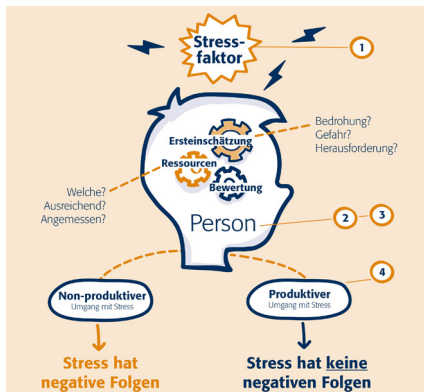 Stress-
faktor
1
Bedrohung?
Gefahr?
Herausforderung?
Ersteinschätzung
Ressourcen
Bewertung
Welche?
Ausreichend?
Angemessen?
Person
2
3
4
Non-produktiver
Umgang mit Stress
Produktiver
Umgang mit Stress
Stress hat
negative Folgen
Stress hat keine
negativen Folgen